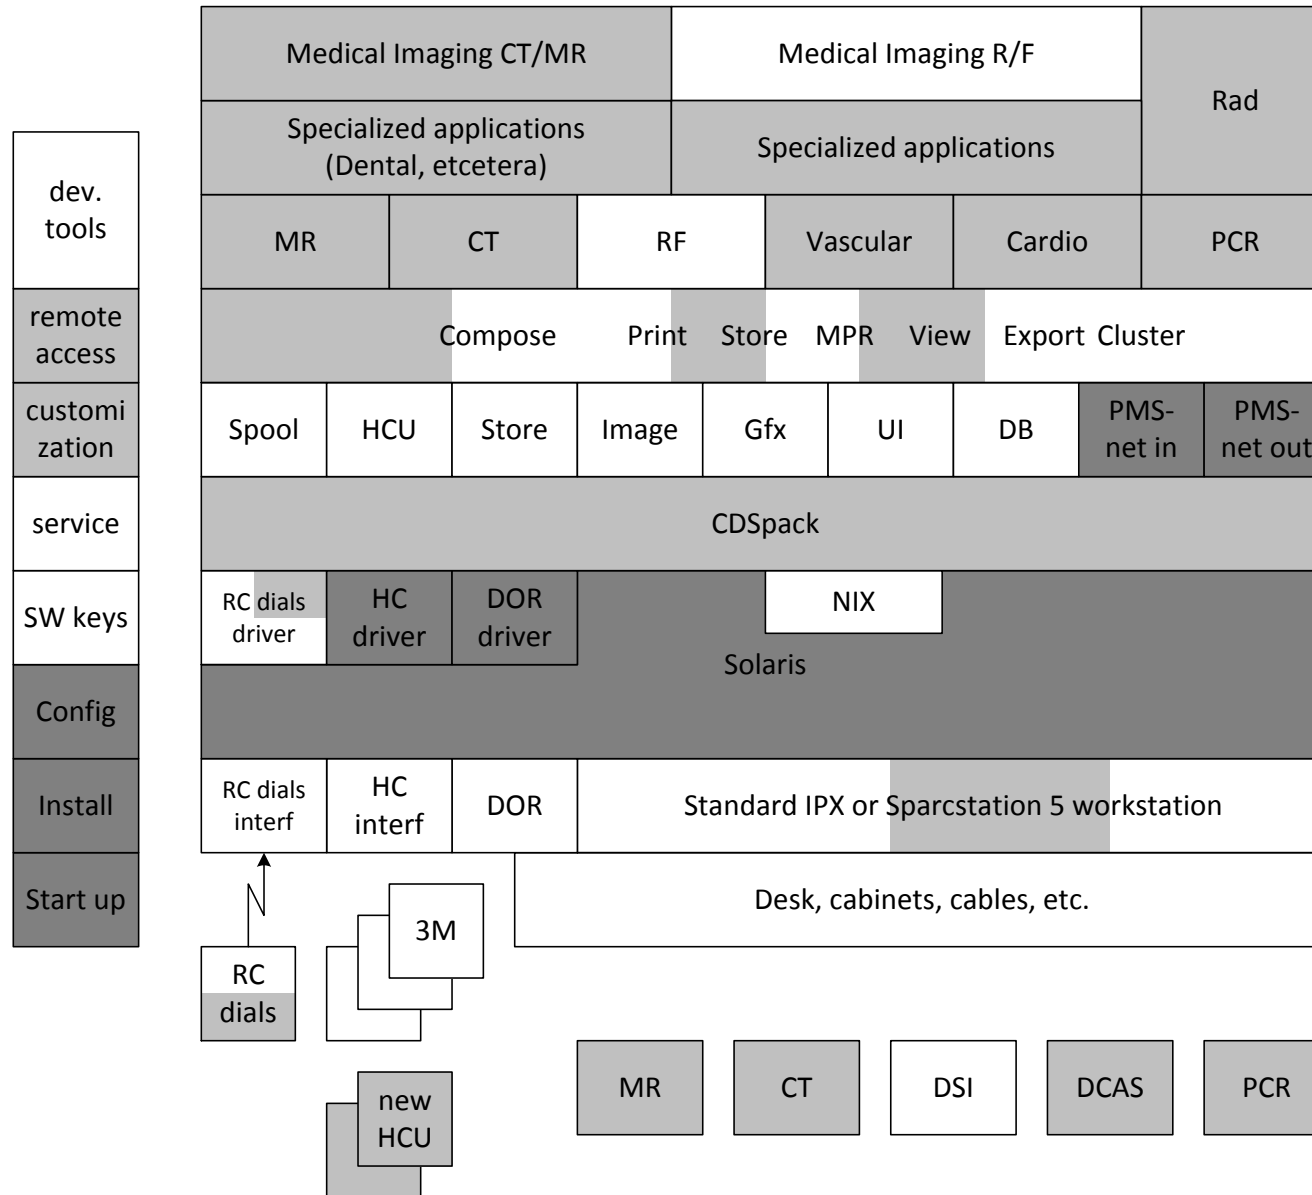 Medical Imaging CT/MR
Medical Imaging R/F
Rad
Specialized applications
(Dental, etcetera)
Specialized applications
dev.
tools
MR
CT
RF
Vascular
Cardio
PCR
remote
access
Compose
Print
Store
MPR
View
Export
Cluster
customi
zation
Spool
HCU
Store
Image
Gfx
UI
DB
PMS-
net in
PMS-
net out
service
CDSpack
SW keys
RC dials
driver
HC
driver
DOR
driver
NIX
Solaris
Config
Install
RC dials
interf
HC
interf
DOR
Standard IPX or Sparcstation 5 workstation
Start up
3M
Desk, cabinets, cables, etc.
RC
dials
new
HCU
MR
CT
DSI
DCAS
PCR